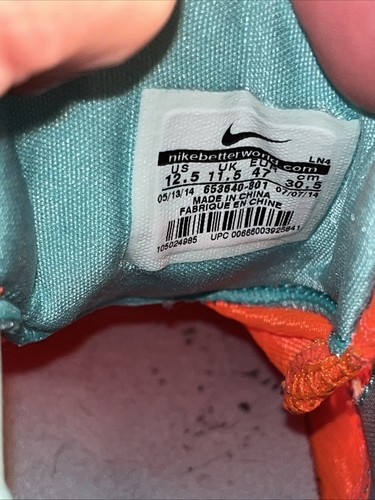 nikebetterworld.com
LN4
US UK EUR cm
12.5 11.5 47 30.5
05/13/14 653640-801 07/07/14
MADE IN CHINA
FABRIQUE EN CHINE
105024985 UPC 00666003928841